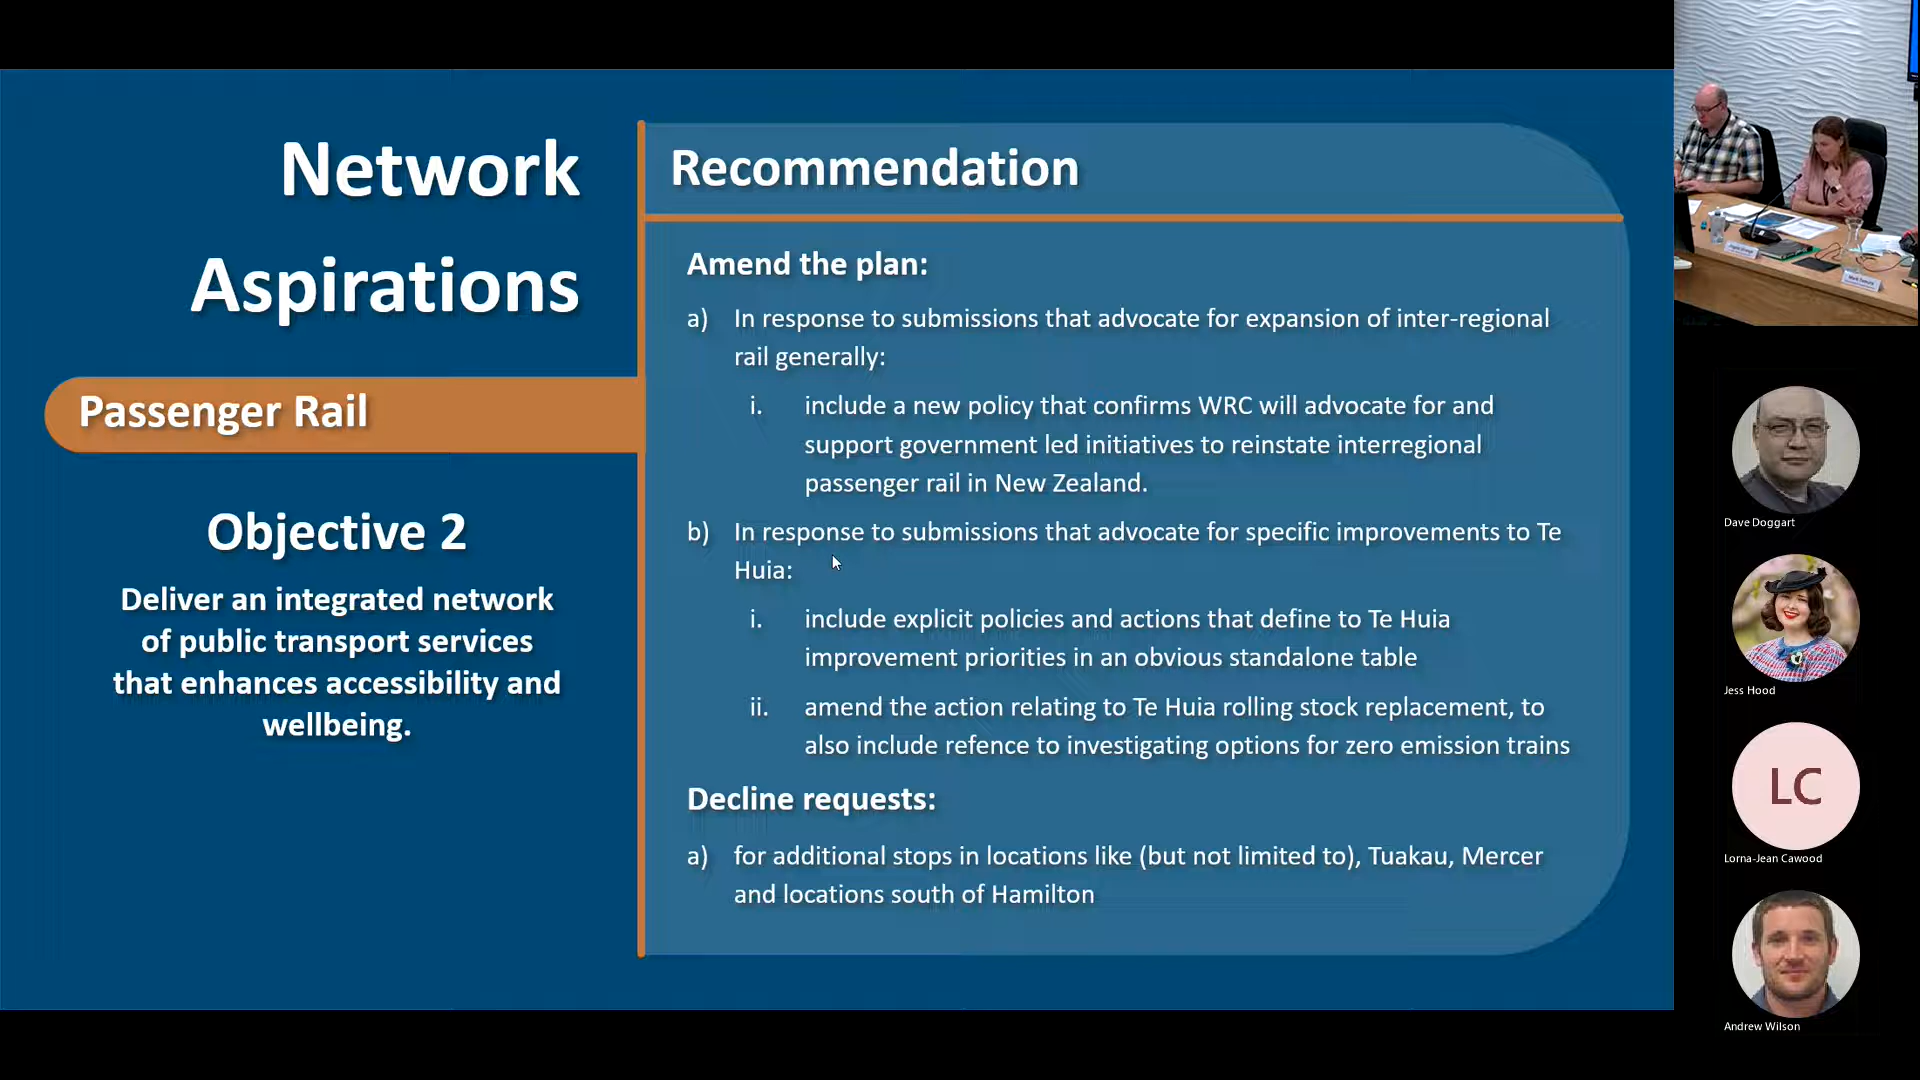 Network
Aspirations
Passenger Rail
Objective 2
Deliver an integrated network
of public transport services
that enhances accessibility and
wellbeing.
Recommendation
Amend the plan:
a) In response to submissions that advocate for expansion of inter-regional
rail generally:
i. include a new policy that confirms WRC will advocate for and
support government led initiatives to reinstate interregional
passenger rail in New Zealand.
b) In response to submissions that advocate for specific improvements to Te
Huia:
i. include explicit policies and actions that define to Te Huia
improvement priorities in an obvious standalone table
ii. amend the action relating to Te Huia rolling stock replacement, to
also include refence to investigating options for zero emission trains
Decline requests:
a) for additional stops in locations like (but not limited to), Tuakau, Mercer
and locations south of Hamilton
Dave Doggart
Jess Hood
LC
Lorna-Jean Cawood
Andrew Wilson